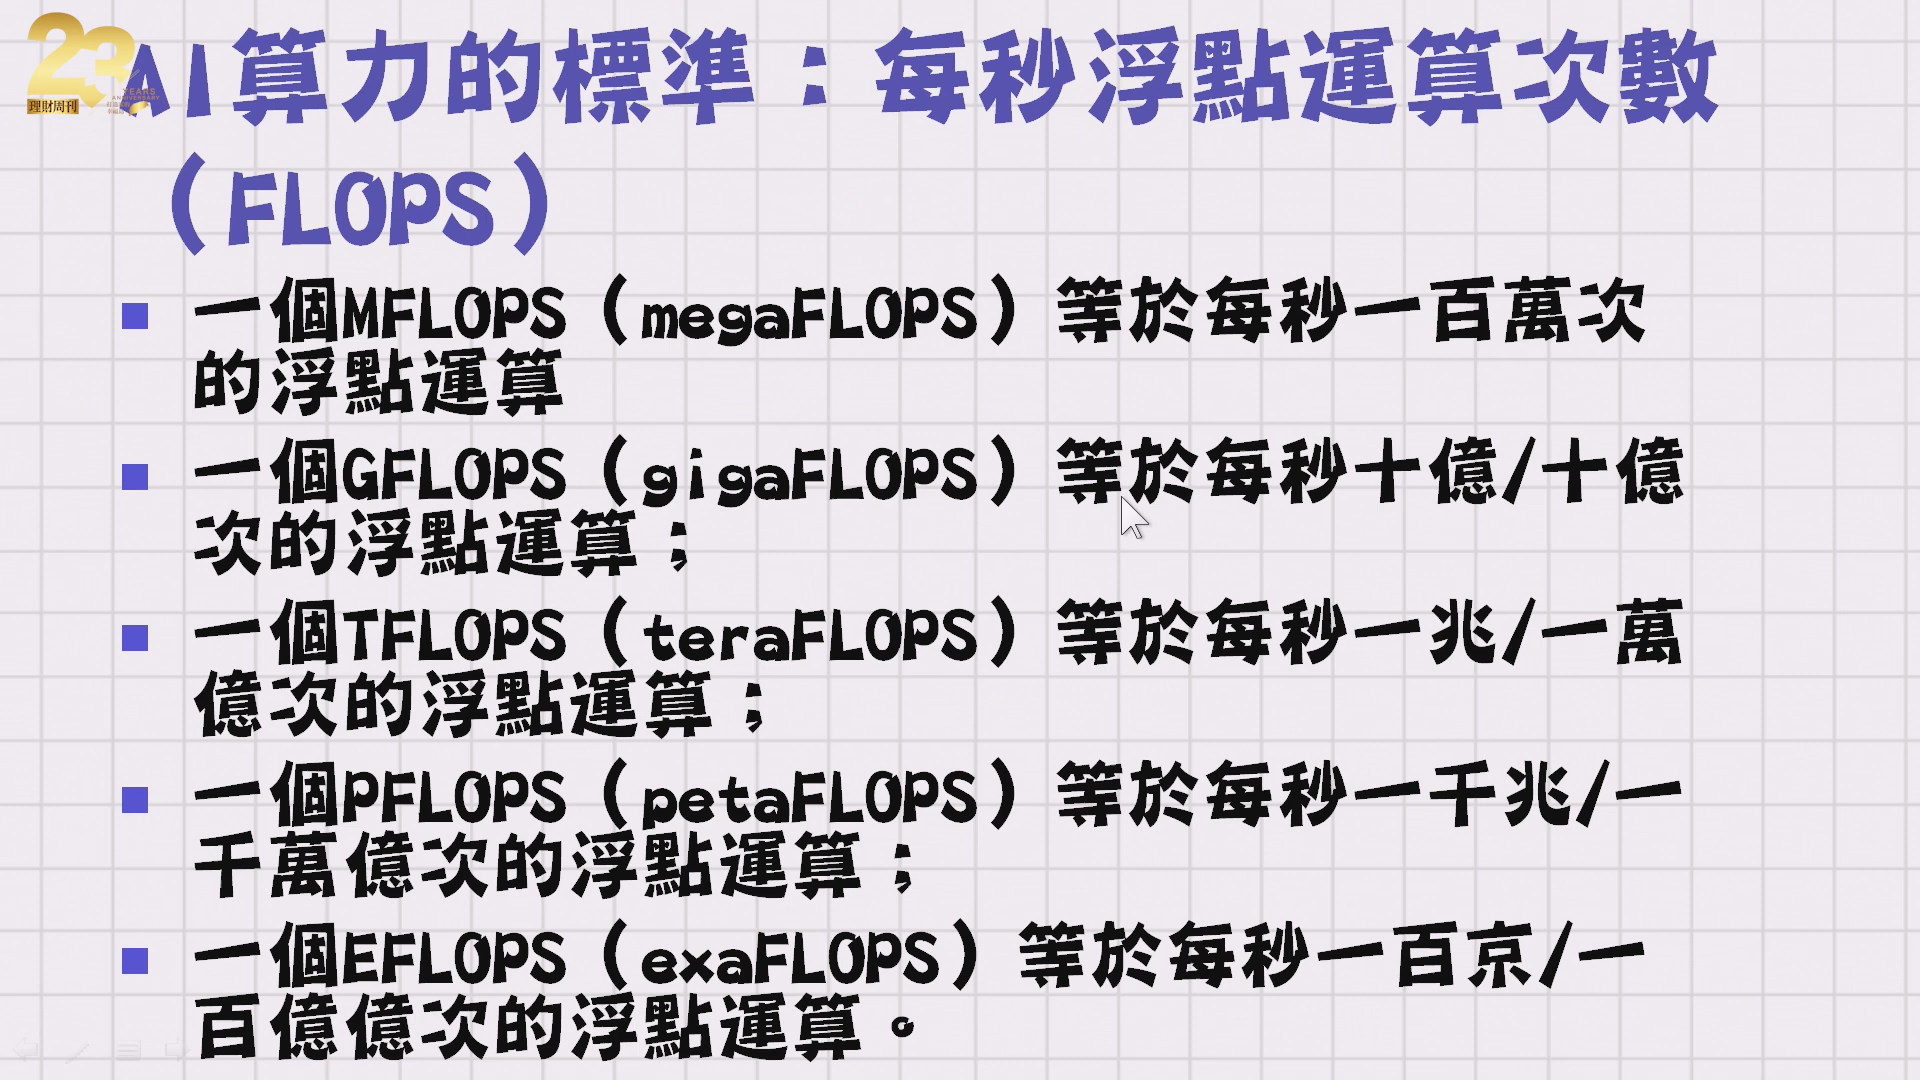 23
YEARS
ANNIVERSARY
理財周刊
AI算力的標準：每秒浮點運算次數
（FLOPS）
一個MFLOPS（megaFLOPS）等於每秒一百萬次
的浮點運算
一個GFLOPS（gigaFLOPS）等於每秒十億/十億
次的浮點運算；
一個TFLOPS（teraFLOPS）等於每秒一兆/一萬
億次的浮點運算；
一個PFLOPS（petaFLOPS）等於每秒一千兆/一
千萬億次的浮點運算；
一個EFLOPS（exaFLOPS）等於每秒一百京/一
百億億次的浮點運算。